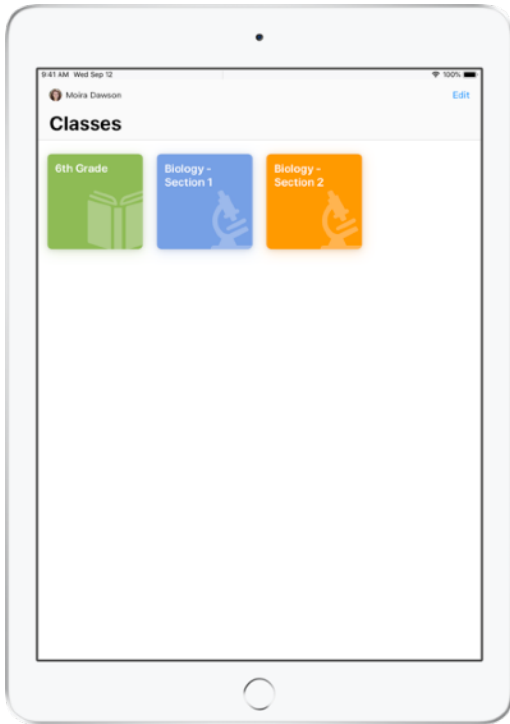 9:41 AM Wed Sep 12
100%
Moira Dawson
Edit
Classes
6th Grade
Biology -
Section 1
Biology -
Section 2